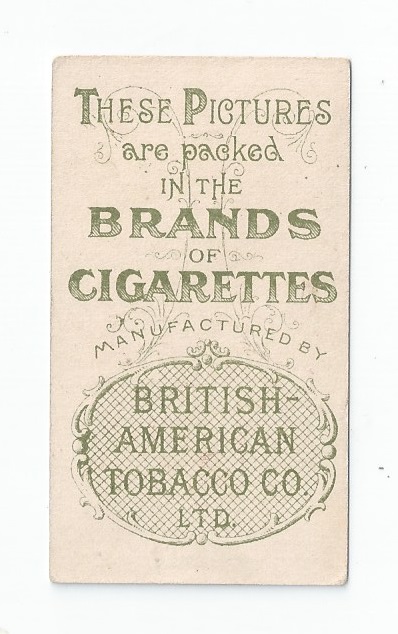 THESE PICTURES
are packed
IN THE
BRANDS
OF
CIGARETTES
MANUFACTURED BY
BRITISH-
AMERICAN
TOBACCO CO.
LTD.